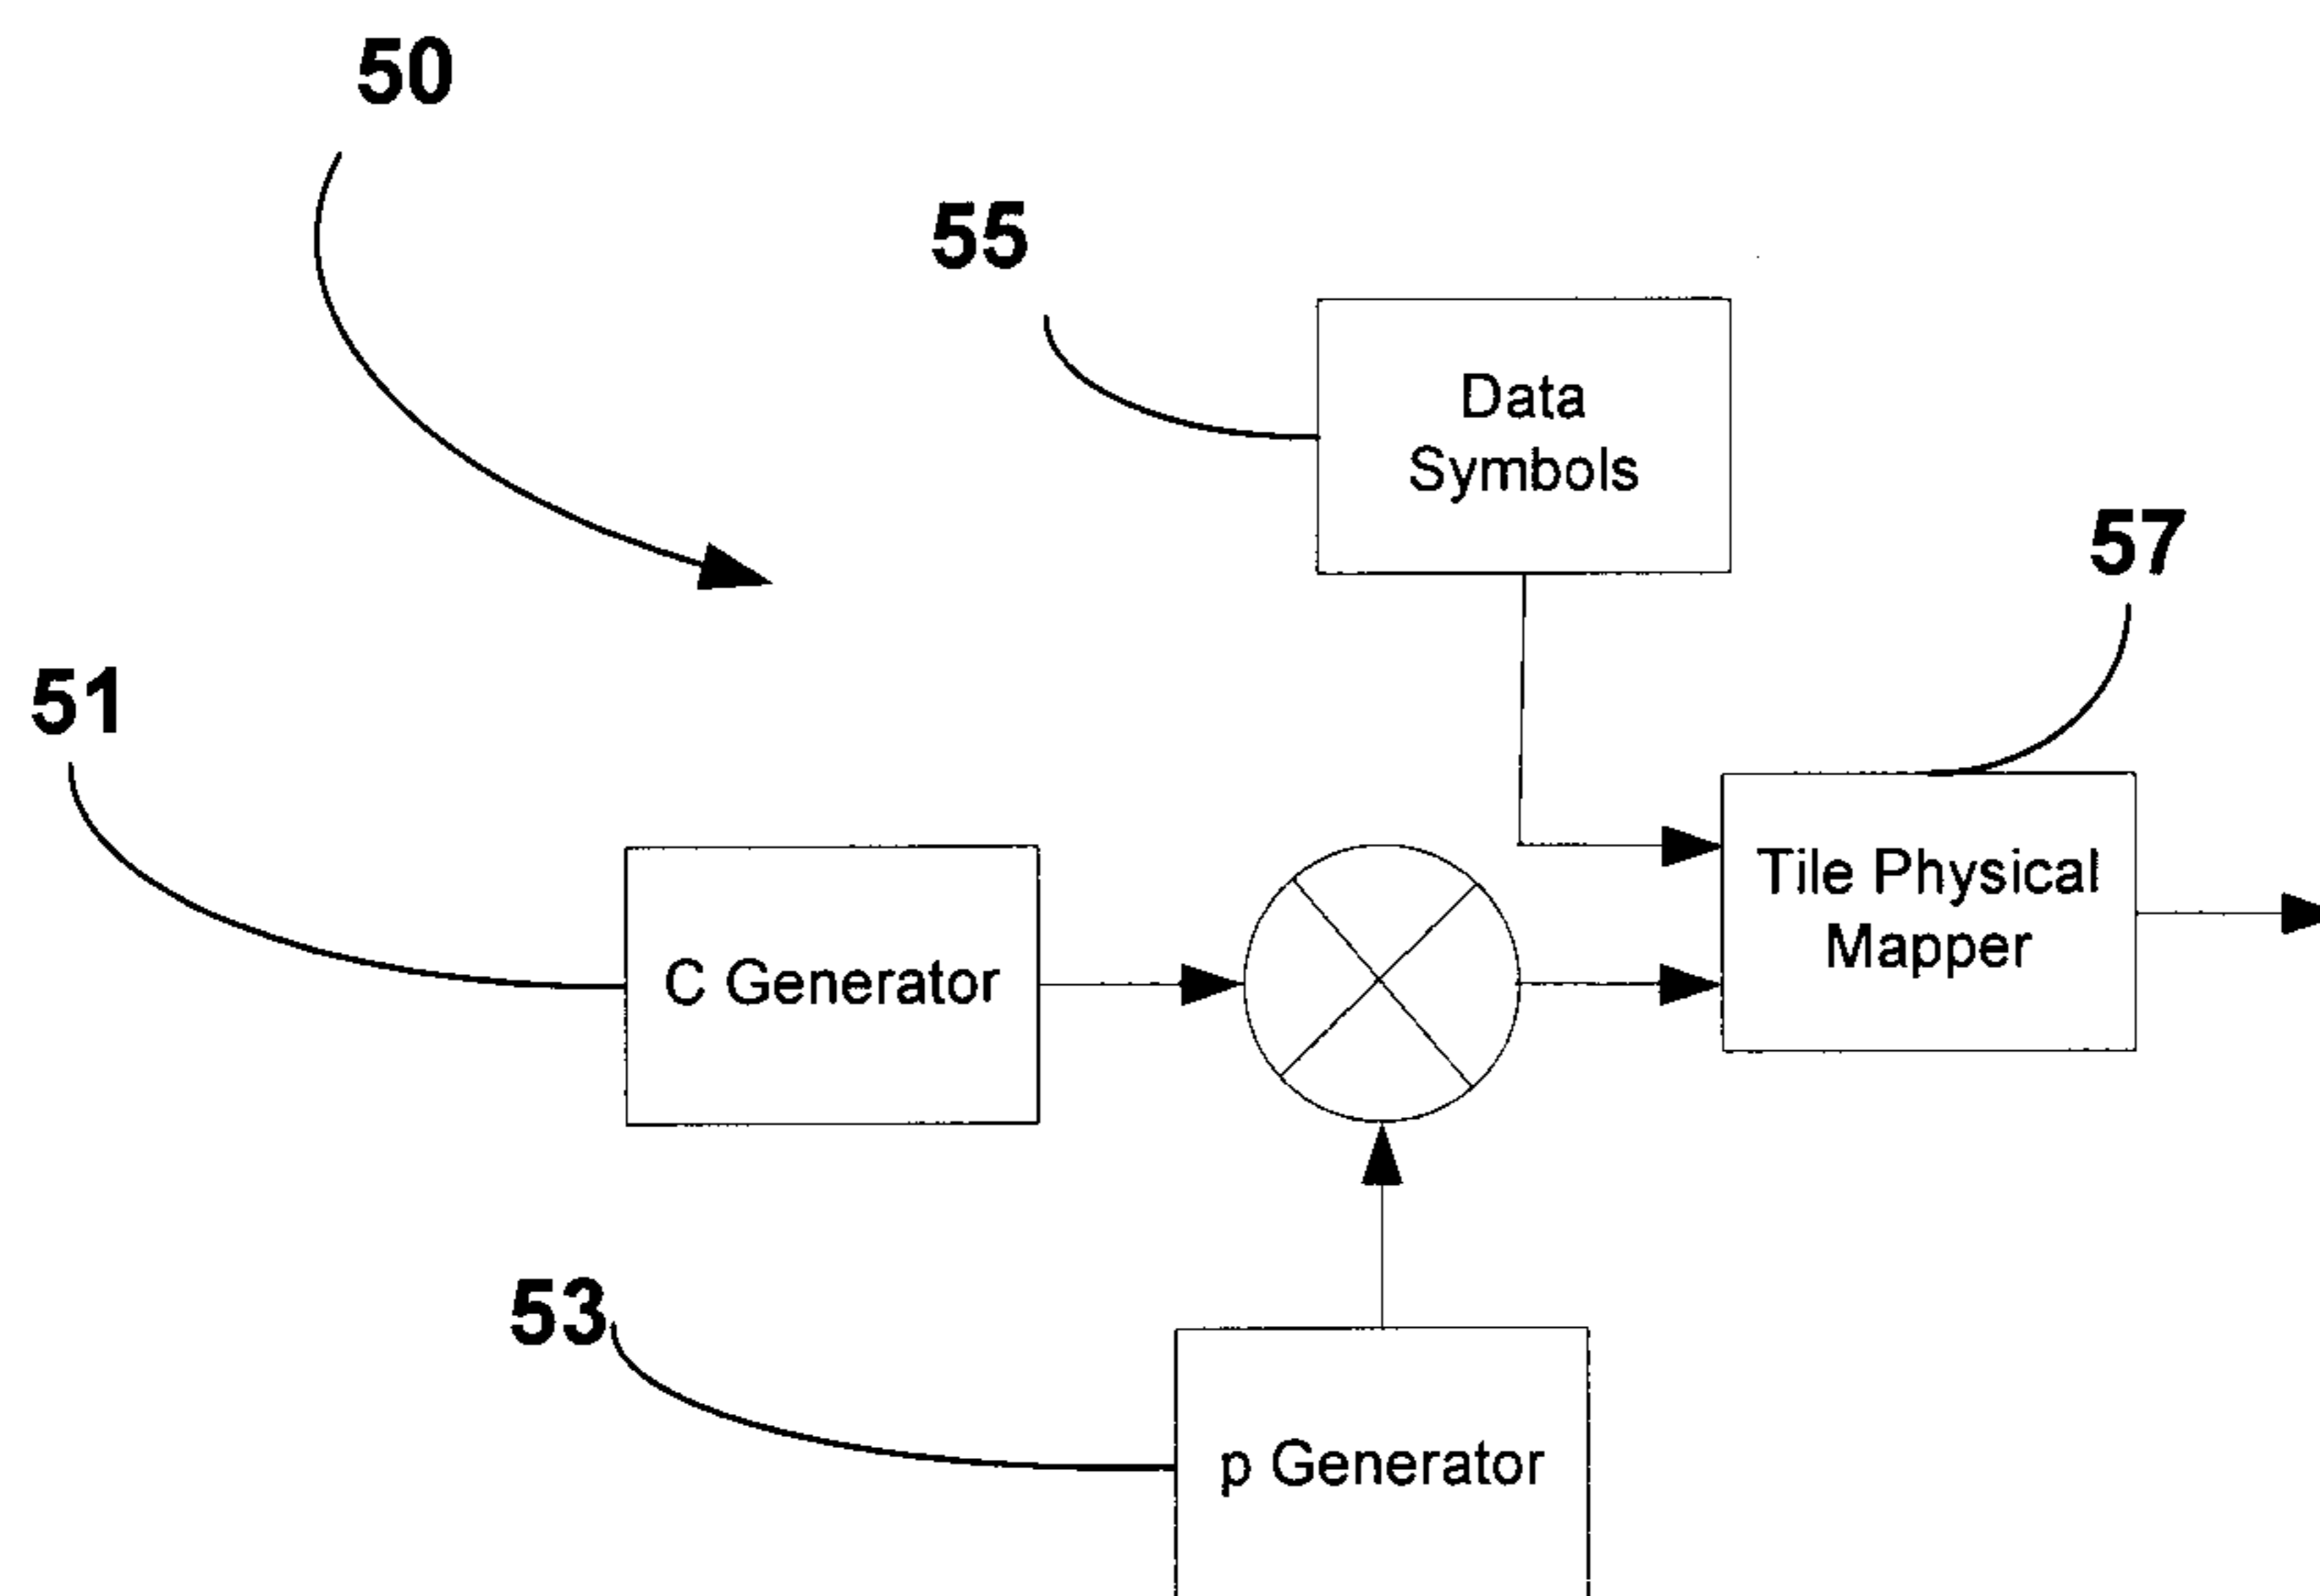 50
55
Data
Symbols
57
51
Tile Physical
Mapper
C Generator
53
p Generator